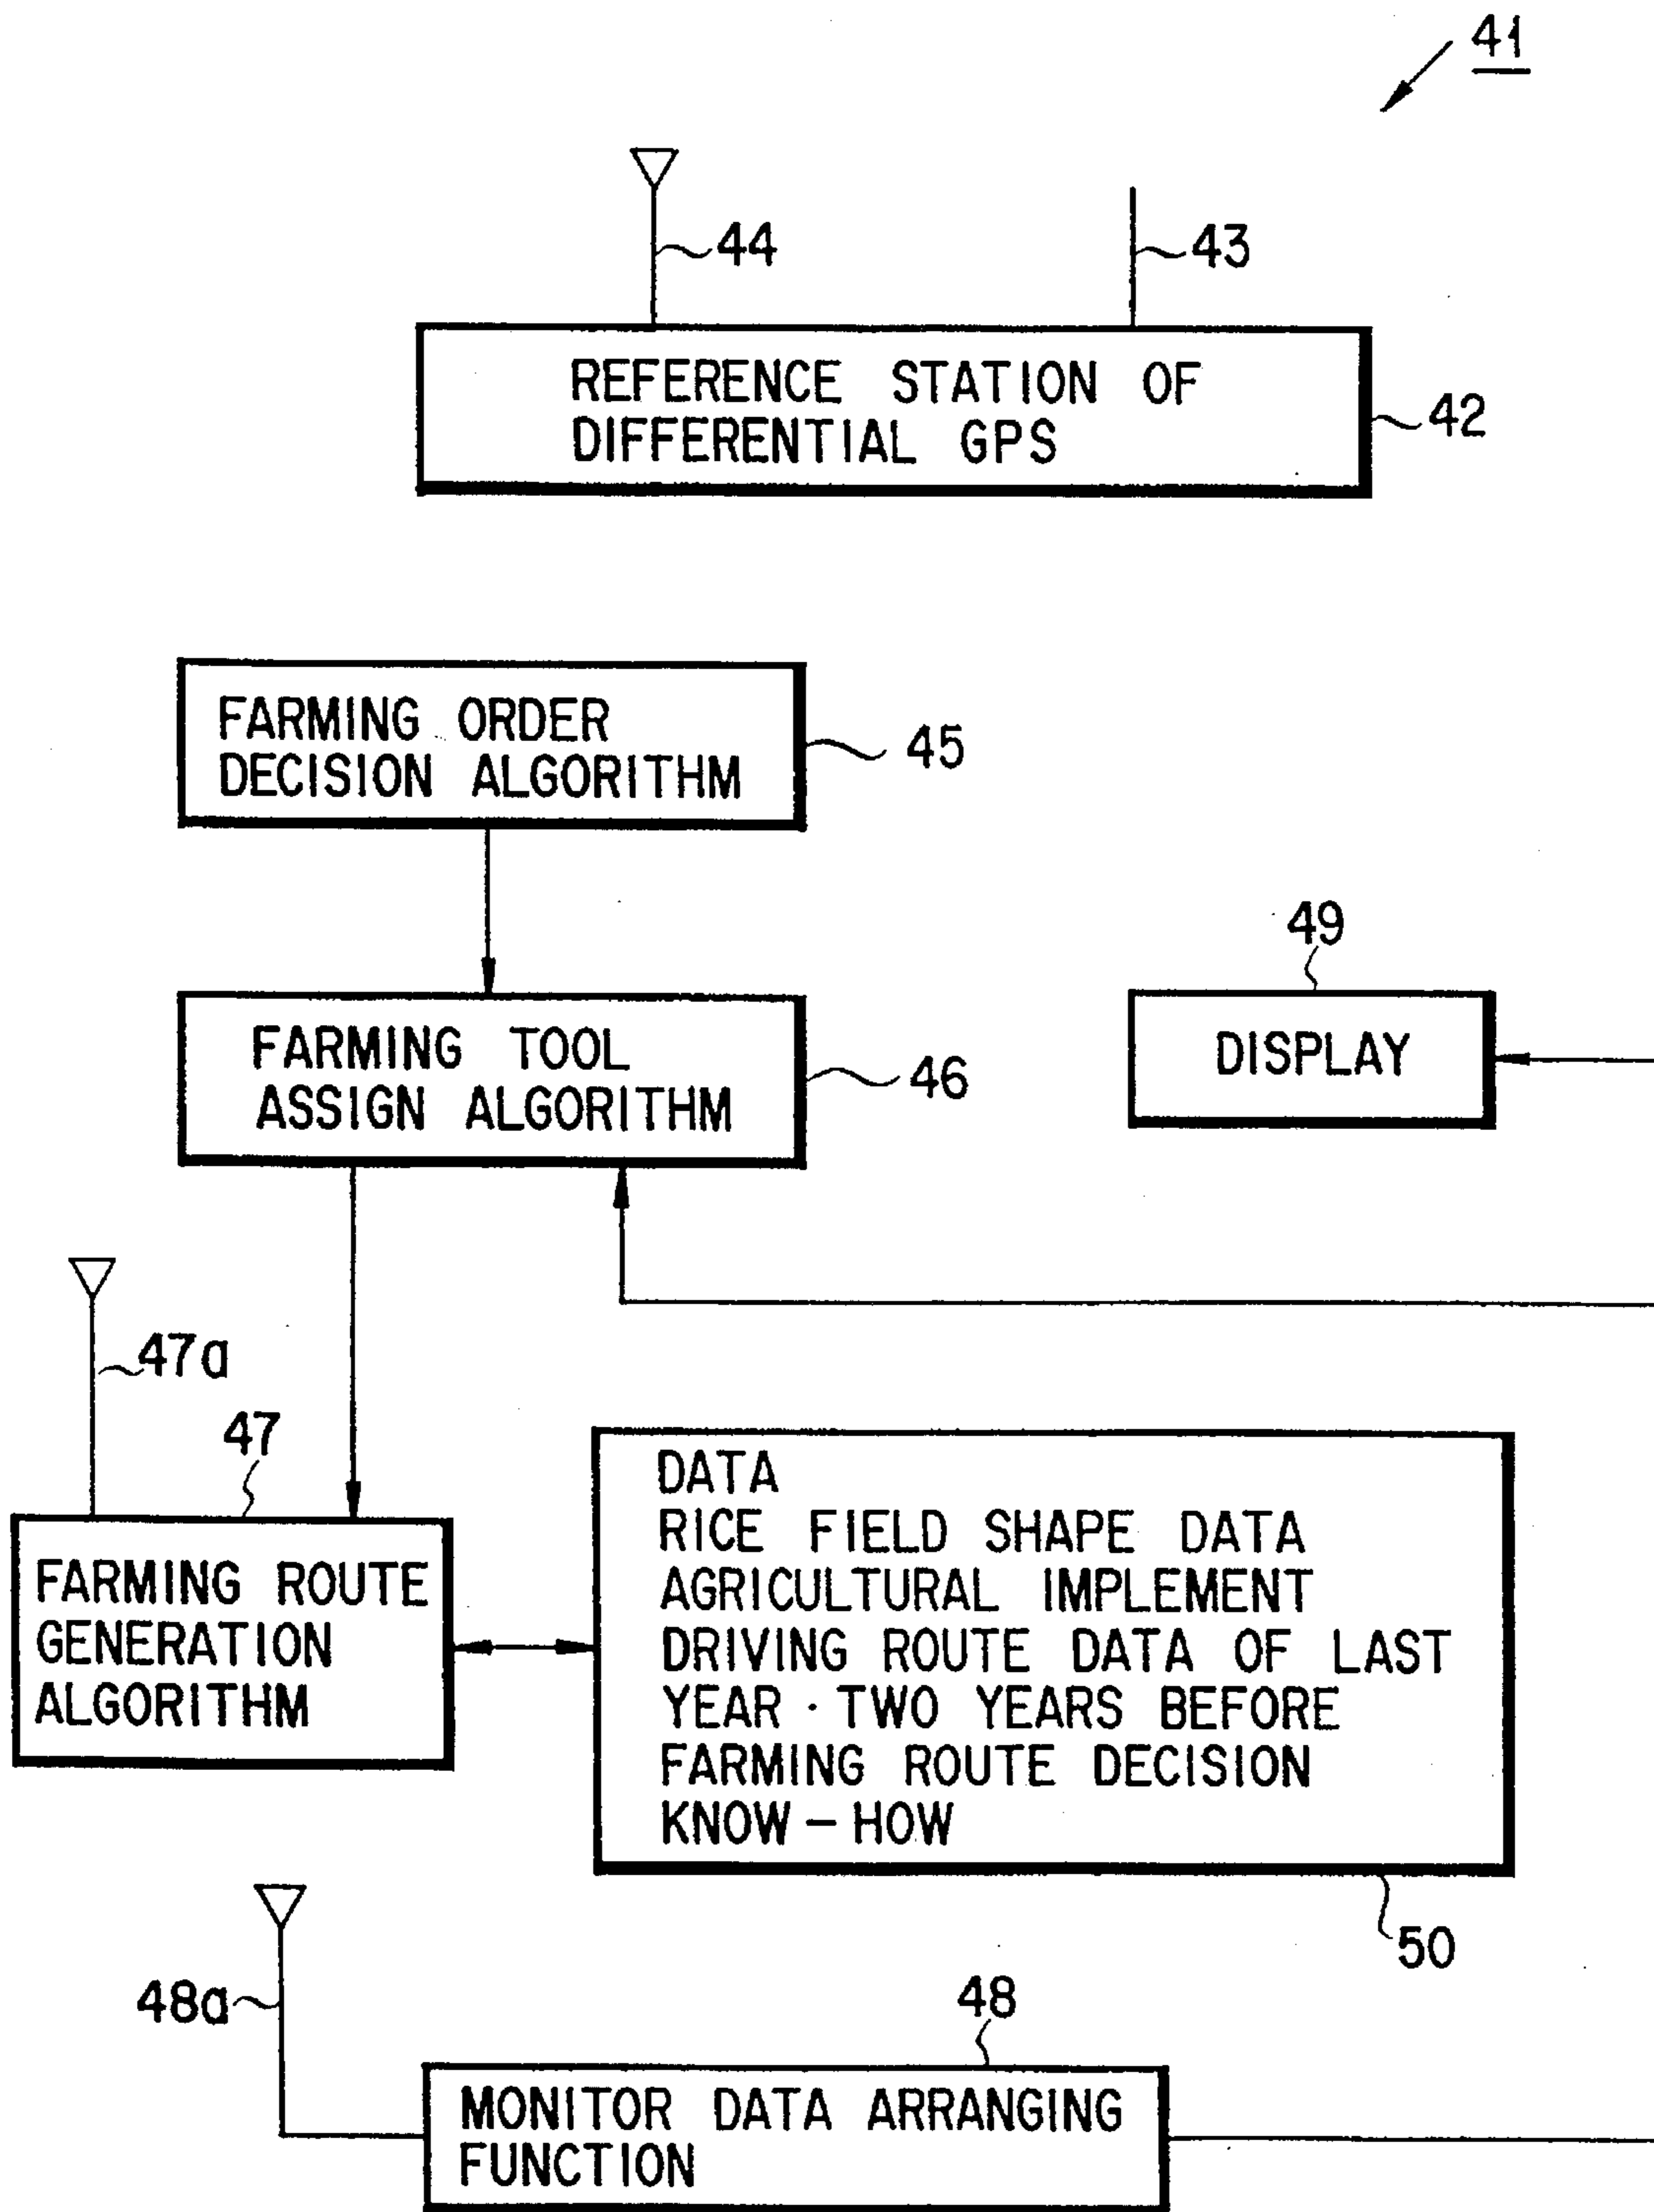 41
44
43
REFERENCE STATION OF
DIFFERENTIAL GPS
42
FARMING ORDER
DECISION ALGORITHM
45
49
FARMING TOOL
ASSIGN ALGORITHM
46
DISPLAY
47a
47
FARMING ROUTE
GENERATION
ALGORITHM
DATA
RICE FIELD SHAPE DATA
AGRICULTURAL IMPLEMENT
DRIVING ROUTE DATA OF LAST
YEAR · TWO YEARS BEFORE
FARMING ROUTE DECISION
KNOW - HOW
50
48a
48
MONITOR DATA ARRANGING
FUNCTION